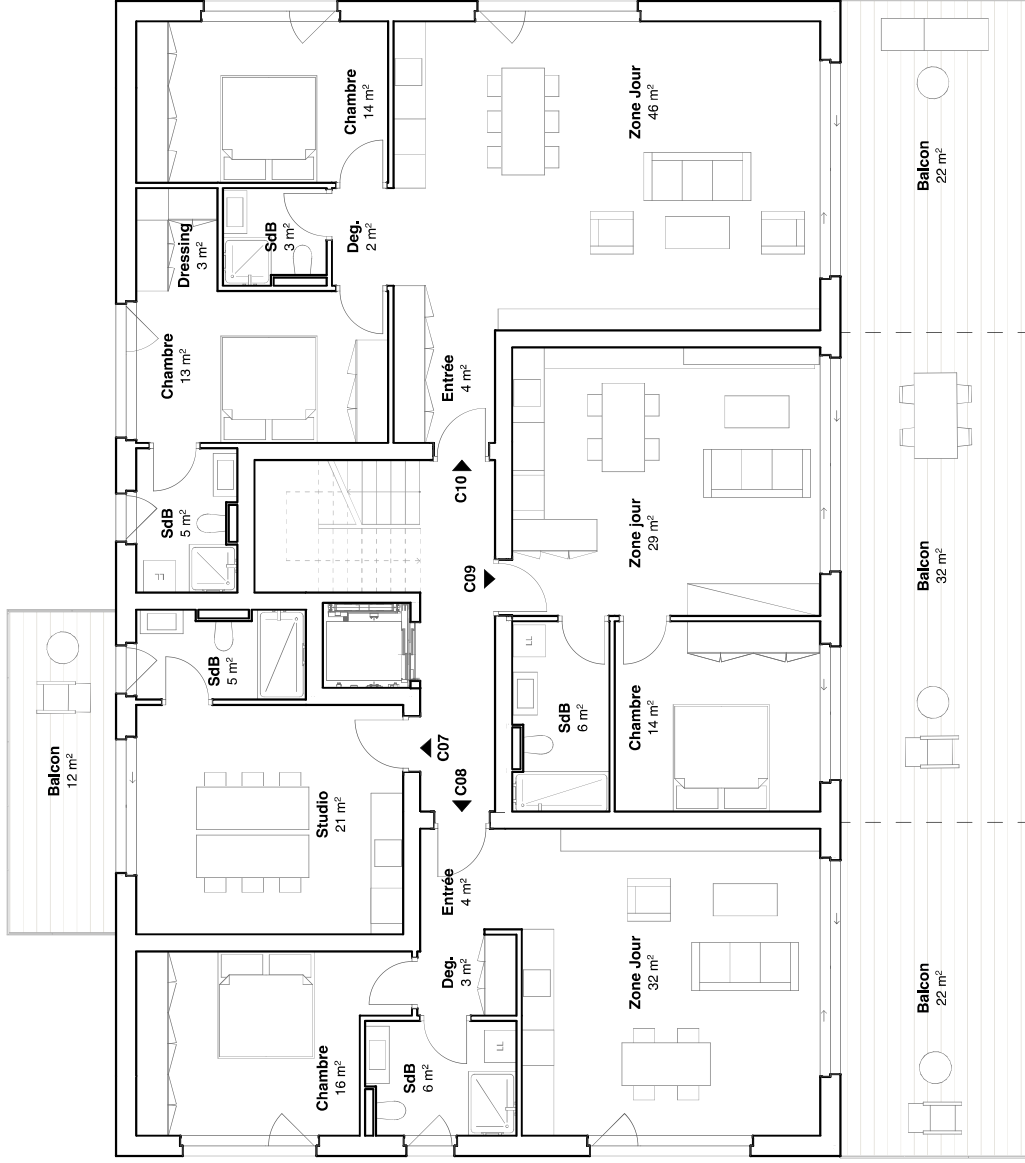 Chambre
14 m²
Zone Jour
46 m²
Balcon
22 m²
Dressing
3 m²
SdB
3 m²
Deg.
2 m²
Chambre
13 m²
Entrée
4 m²
C10
SdB
5 m²
C09
Zone jour
29 m²
Balcon
32 m²
SdB
5 m²
LL
SdB
6 m²
Chambre
14 m²
Balcon
12 m²
C07
C08
Studio
21 m²
Entrée
4 m²
Deg.
3 m²
Zone Jour
32 m²
Balcon
22 m²
Chambre
16 m²
SdB
6 m²
LL